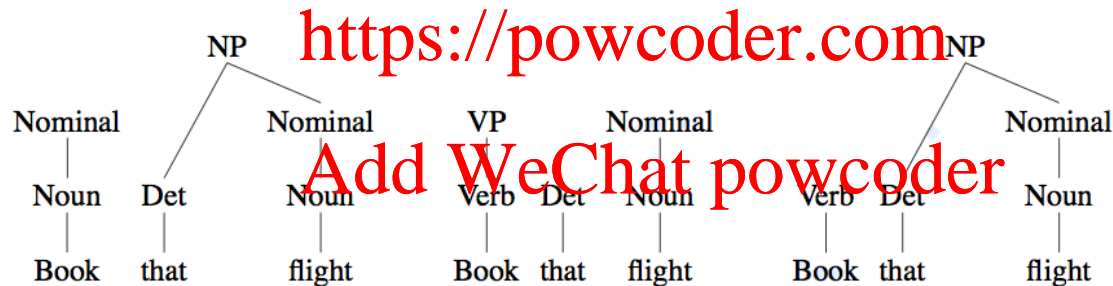 NP https://powcoder.com NP
Nominal Nominal VP Nominal Nominal
Add WeChat powcoder
Noun Det Noun Verb Det Noun Verb Det Noun
Book that flight Book that flight Book that flight